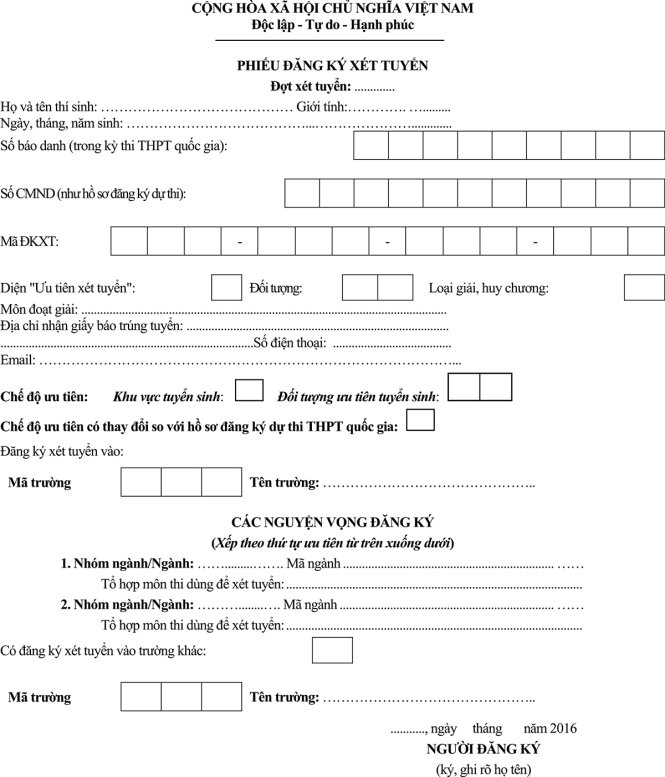 CỘNG HÒA XÃ HỘI CHỦ NGHĨA VIỆT NAM
Độc lập - Tự do - Hạnh phúc
PHIẾU ĐĂNG KÝ XÉT TUYỂN
Đợt xét tuyển: .............
Họ và tên thí sinh: …………………………………… Giới tính:…………. …..........
Ngày, tháng, năm sinh: …………………………………...…………………..............
Số báo danh (trong kỳ thi THPT quốc gia):
Số CMND (như hồ sơ đăng ký dự thi):
Mã ĐKXT: - - -
Diện "Ưu tiên xét tuyển": Đối tượng: Loại giải, huy chương:
Môn đoạt giải: ..........................................................................................
Địa chỉ nhận giấy báo trúng tuyển: .................................................................
...............................................................Số điện thoại: ..............................
Email: ………………………………………………………………………...
Chế độ ưu tiên: Khu vực tuyển sinh: Đối tượng ưu tiên tuyển sinh:
Chế độ ưu tiên có thay đổi so với hồ sơ đăng ký dự thi THPT quốc gia:
Đăng ký xét tuyển vào:
Mã trường Tên trường: …………………………………..
CÁC NGUYỆN VỌNG ĐĂNG KÝ
(Xếp theo thứ tự ưu tiên từ trên xuống dưới)
1. Nhóm ngành/Ngành: ……........……. Mã ngành ..................................................... ……
Tổ hợp môn thi dùng để xét tuyển:..........................................................................
2. Nhóm ngành/Ngành: ………........…. Mã ngành ...................................................... ……
Tổ hợp môn thi dùng để xét tuyển:..........................................................................
Có đăng ký xét tuyển vào trường khác:
Mã trường Tên trường: …………………………………..
..........., ngày tháng năm 2016
NGƯỜI ĐĂNG KÝ
(ký, ghi rõ họ tên)